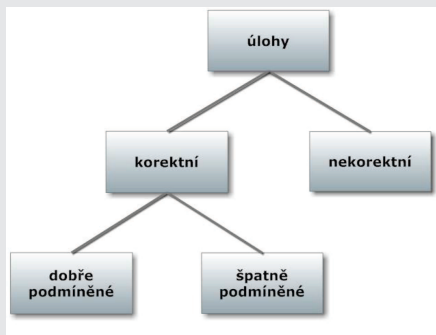 úlohy
korektní
nekorektní
dobře
podmíněné
špatně
podmíněné